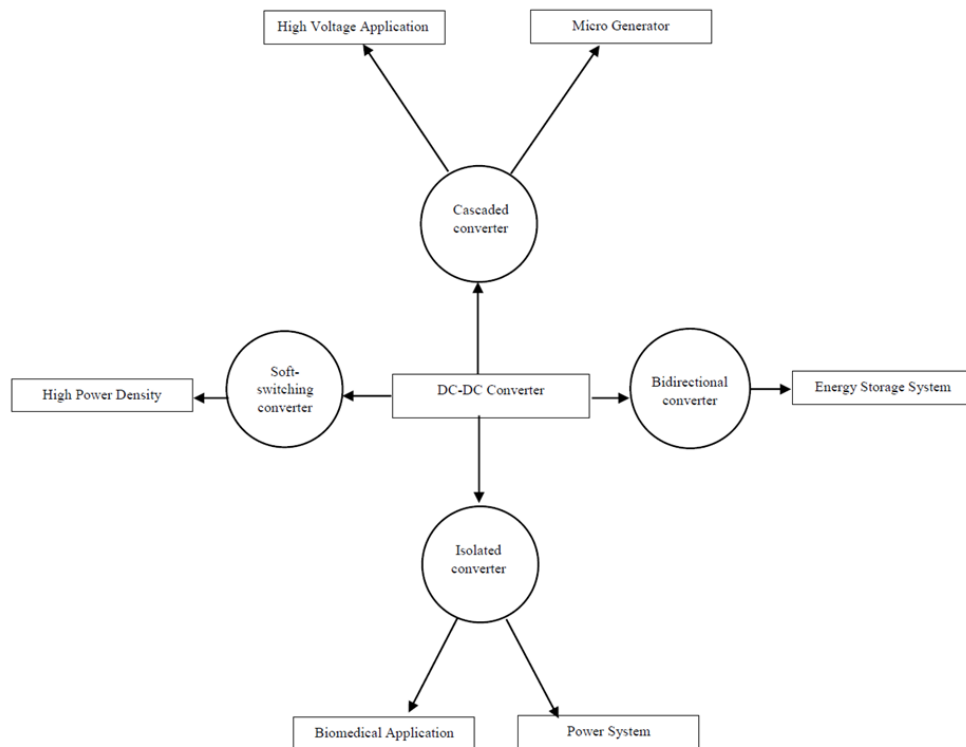 High Voltage Application
Micro Generator
Cascaded
converter
Soft-
switching
converter
High Power Density
DC-DC Converter
Bidirectional
converter
Energy Storage System
Isolated
converter
Biomedical Application
Power System